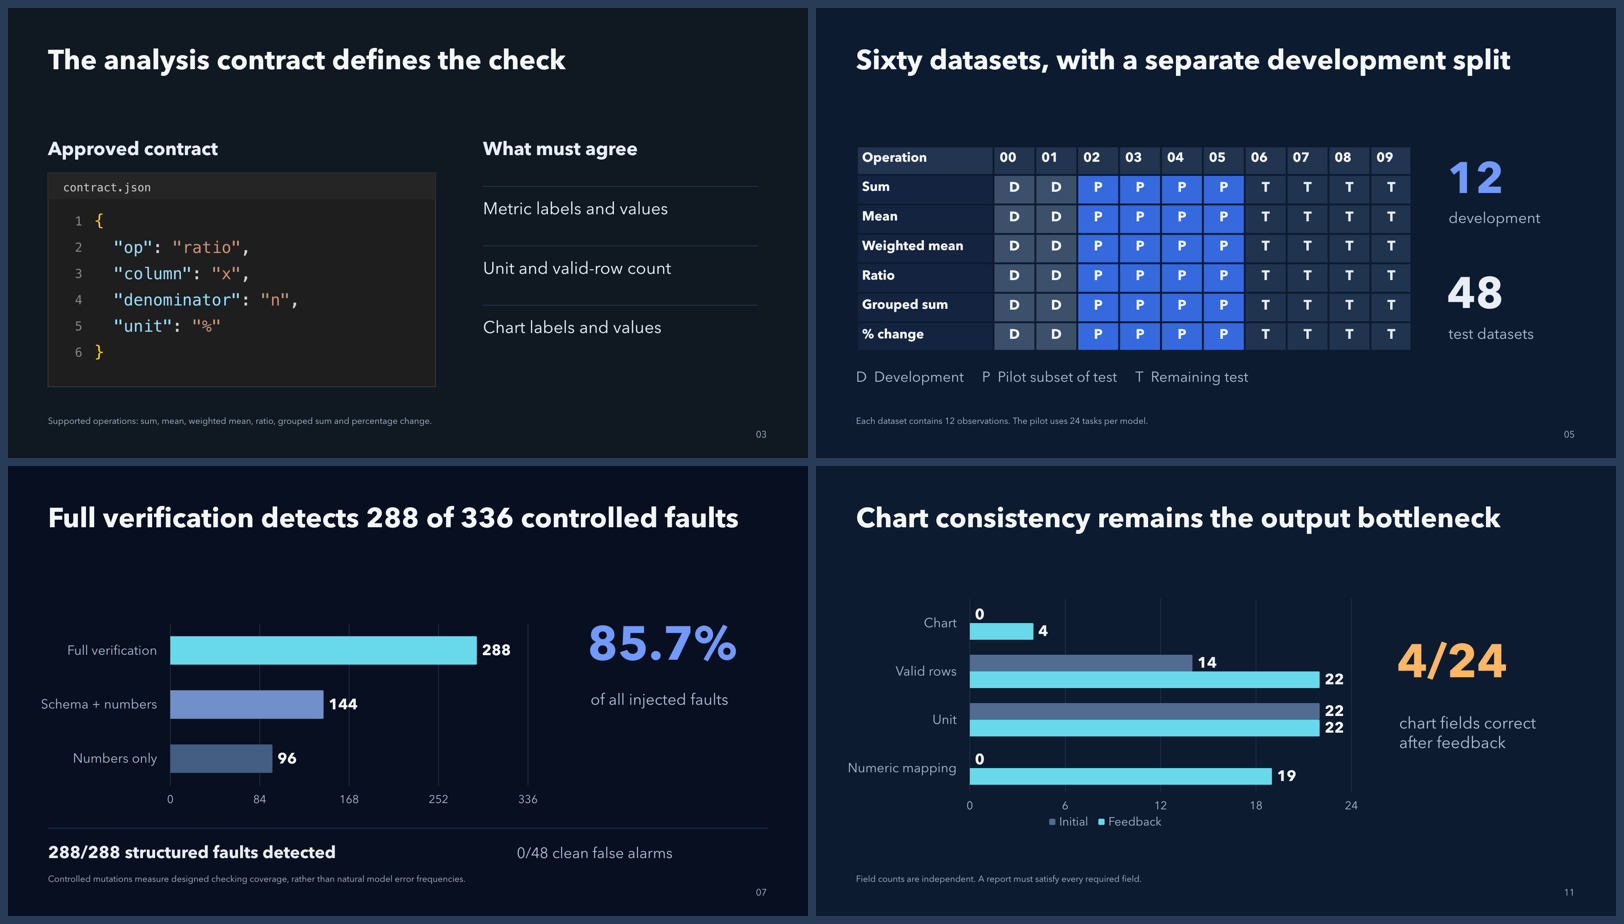 The analysis contract defines the check
Approved contract
contract.json
1 {
2 "op": "ratio",
3 "column": "x",
4 "denominator": "n",
5 "unit": "%"
6 }
What must agree
Metric labels and values
Unit and valid-row count
Chart labels and values
Supported operations: sum, mean, weighted mean, ratio, grouped sum and percentage change.
03
Sixty datasets, with a separate development split
Operation 00 01 02 03 04 05 06 07 08 09
Sum D D P P P P T T T T
Mean D D P P P P T T T T
Weighted mean D D P P P P T T T T
Ratio D D P P P P T T T T
Grouped sum D D P P P P T T T T
% change D D P P P P T T T T
12
development
48
test datasets
D Development P Pilot subset of test T Remaining test
Each dataset contains 12 observations. The pilot uses 24 tasks per model.
05
Full verification detects 288 of 336 controlled faults
Full verification 288
Schema + numbers 144
Numbers only 96
0 84 168 252 336
85.7%
of all injected faults
288/288 structured faults detected
0/48 clean false alarms
Controlled mutations measure designed checking coverage, rather than natural model error frequencies.
07
Chart consistency remains the output bottleneck
Chart 0 4
Valid rows 14 22
Unit 22 22
Numeric mapping 0 19
0 6 12 18 24
Initial Feedback
4/24
chart fields correct
after feedback
Field counts are independent. A report must satisfy every required field.
11